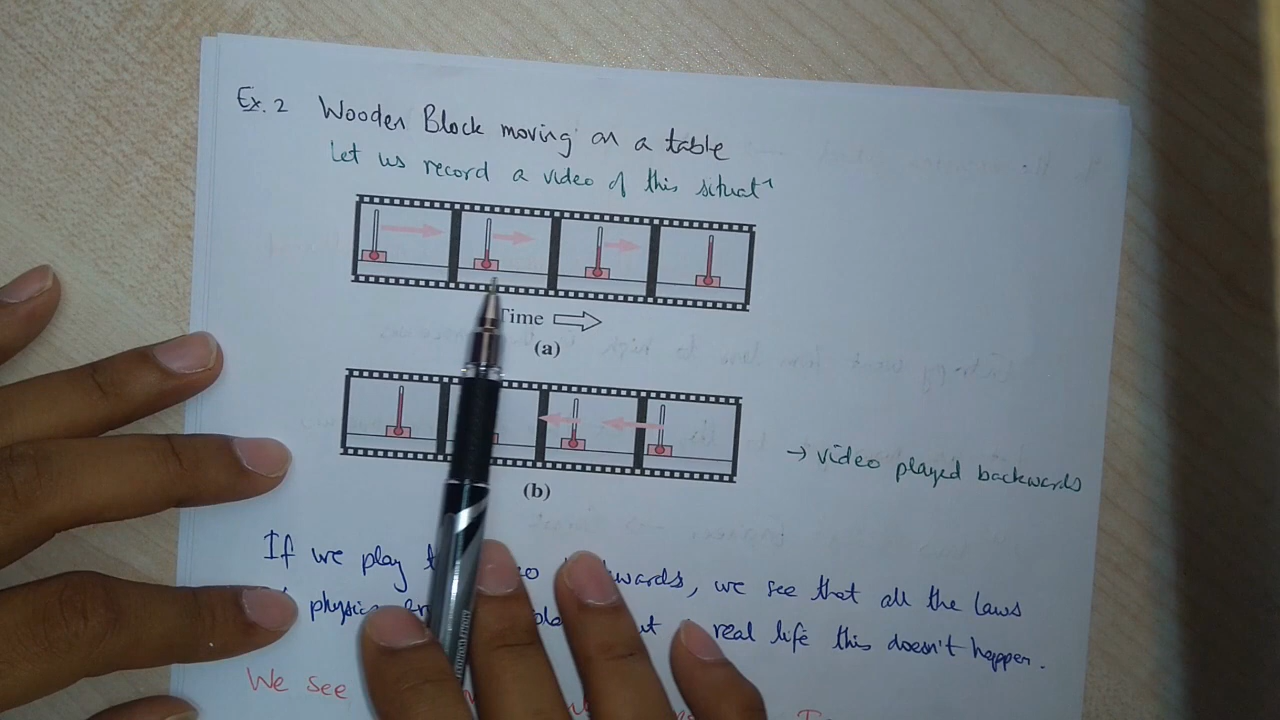 Ex. 2 Wooden Block moving on a table
Let us record a video of this situatⁿ
Time
(a)
(b)
→ video played backwards
If we play wards, we see that all the laws
physics real life this doesn't happen.
We see